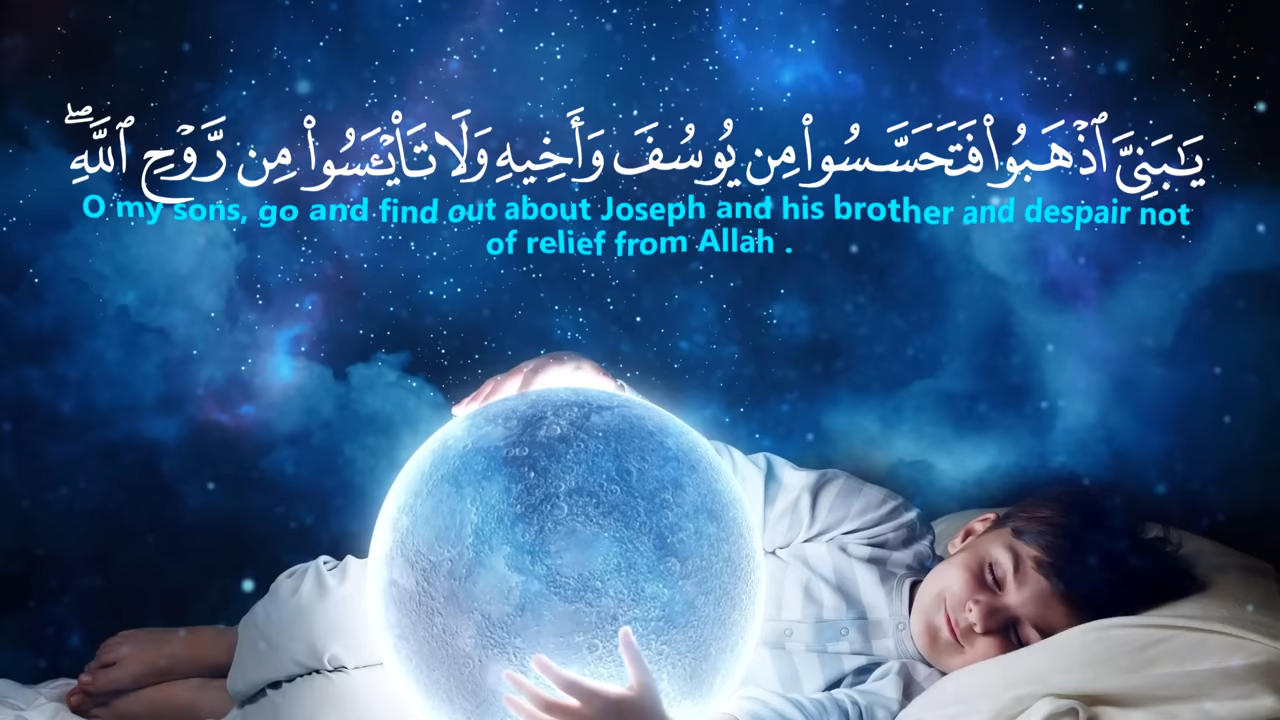 يَـٰبَنِىَّ ٱذْهَبُوا۟ فَتَحَسَّسُوا۟ مِن يُوسُفَ وَأَخِيهِ وَلَا تَا۟يْـَٔسُوا۟ مِن رَّوْحِ ٱللَّهِ ۖ
O my sons, go and find out about Joseph and his brother and despair not
of relief from Allah .